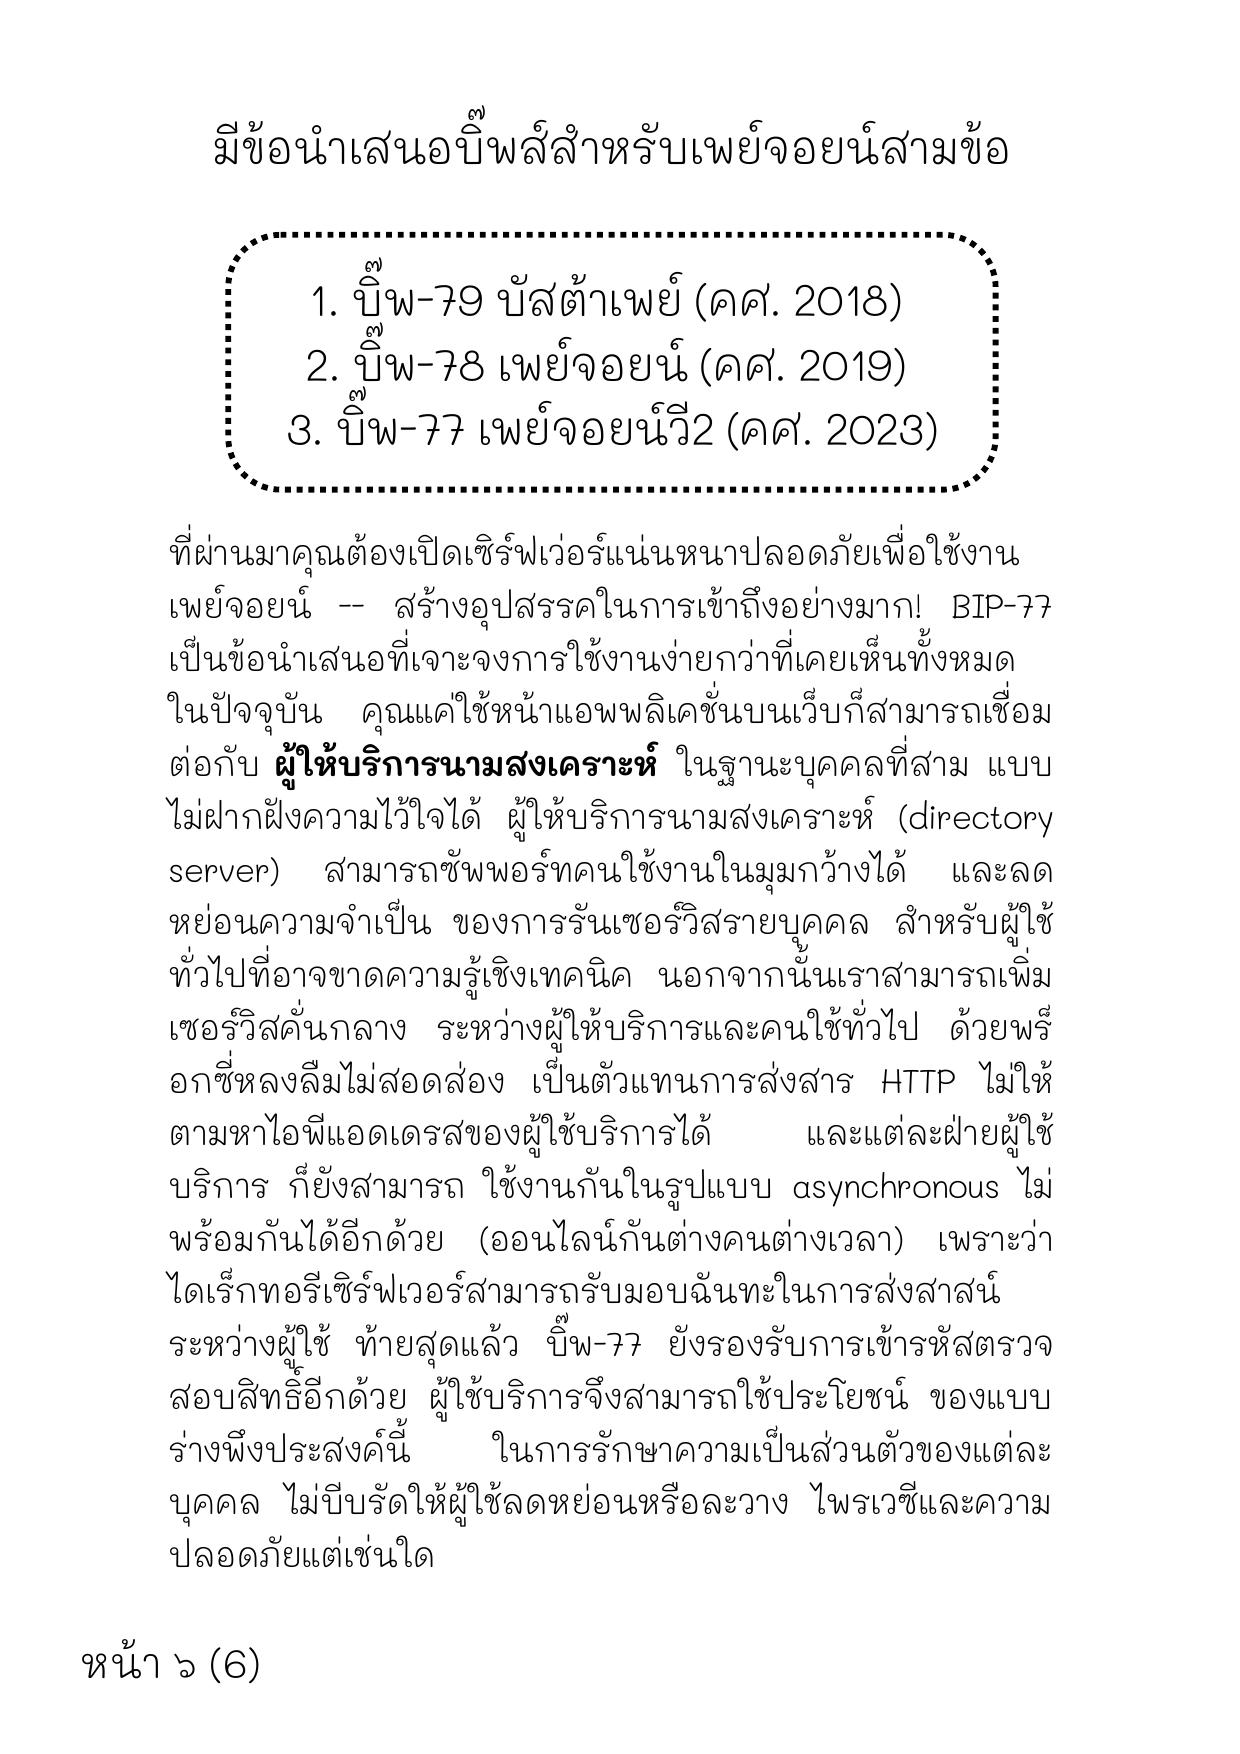 มีข้อนำเสนอบิ๊พส์สำหรับเพย์จอยน์สามข้อ
1. บิ๊พ-79 บัสต้าเพย์ (คศ. 2018)
2. บิ๊พ-78 เพย์จอยน์ (คศ. 2019)
3. บิ๊พ-77 เพย์จอยน์วี2 (คศ. 2023)
ที่ผ่านมาคุณต้องเปิดเซิร์ฟเว่อร์แน่นหนาปลอดภัยเพื่อใช้งาน
เพย์จอยน์ -- สร้างอุปสรรคในการเข้าถึงอย่างมาก! BIP-77
เป็นข้อนำเสนอที่เจาะจงการใช้งานง่ายกว่าที่เคยเห็นทั้งหมด
ในปัจจุบัน คุณแค่ใช้หน้าแอพพลิเคชั่นบนเว็บก็สามารถเชื่อม
ต่อกับ ผู้ให้บริการนามสงเคราะห์ ในฐานะบุคคลที่สาม แบบ
ไม่ฝากฝังความไว้ใจได้ ผู้ให้บริการนามสงเคราะห์ (directory
server) สามารถซัพพอร์ทคนใช้งานในมุมกว้างได้ และลด
หย่อนความจำเป็น ของการรันเซอร์วิสรายบุคคล สำหรับผู้ใช้
ทั่วไปที่อาจขาดความรู้เชิงเทคนิค นอกจากนั้นเราสามารถเพิ่ม
เซอร์วิสคั่นกลาง ระหว่างผู้ให้บริการและคนใช้ทั่วไป ด้วยพร็
อกซี่หลงลืมไม่สอดส่อง เป็นตัวแทนการส่งสาร HTTP ไม่ให้
ตามหาไอพีแอดเดรสของผู้ใช้บริการได้ และแต่ละฝ่ายผู้ใช้
บริการ ก็ยังสามารถ ใช้งานกันในรูปแบบ asynchronous ไม่
พร้อมกันได้อีกด้วย (ออนไลน์กันต่างคนต่างเวลา) เพราะว่า
ไดเร็กทอรีเซิร์ฟเวอร์สามารถรับมอบฉันทะในการส่งสาสน์
ระหว่างผู้ใช้ ท้ายสุดแล้ว บิ๊พ-77 ยังรองรับการเข้ารหัสตรวจ
สอบสิทธิ์อีกด้วย ผู้ใช้บริการจึงสามารถใช้ประโยชน์ ของแบบ
ร่างพึงประสงค์นี้ ในการรักษาความเป็นส่วนตัวของแต่ละ
บุคคล ไม่บีบรัดให้ผู้ใช้ลดหย่อนหรือละวาง ไพรเวซีและความ
ปลอดภัยแต่เช่นใด
หน้า ๖ (6)